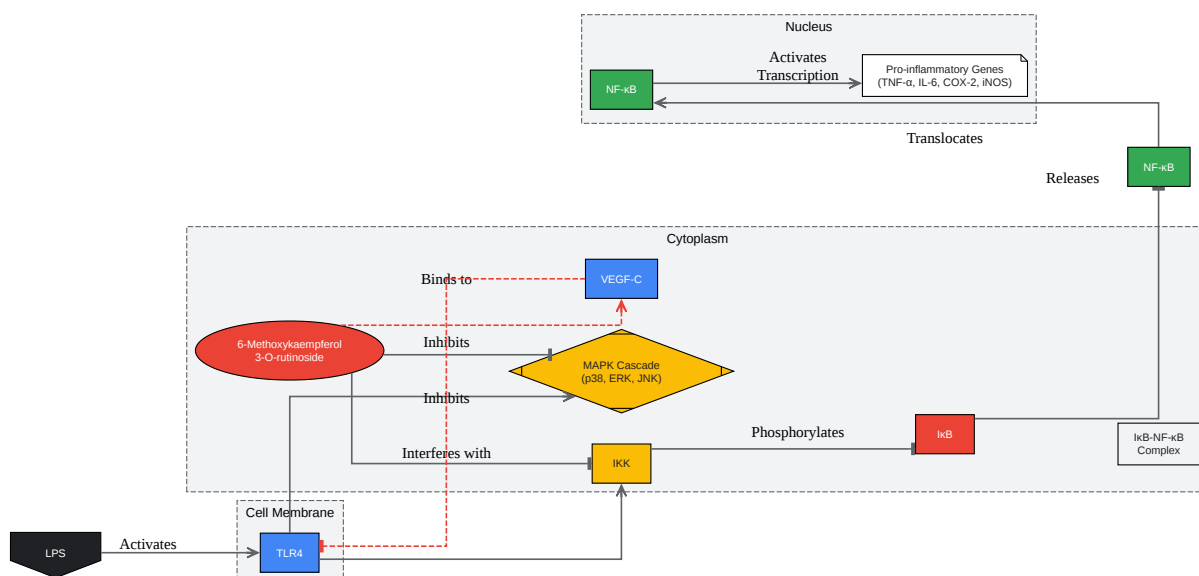 Nucleus
Activates
Transcription
Pro-inflammatory Genes
(TNF-α, IL-6, COX-2, iNOS)
NF-κB
Translocates
NF-κB
Releases
Cytoplasm
Binds to
VEGF-C
6-Methoxykaempferol
3-O-rutinoside
Inhibits
MAPK Cascade
(p38, ERK, JNK)
Inhibits
Phosphorylates
IκB
IκB-NF-κB
Complex
Interferes with
IKK
Cell Membrane
LPS
Activates
TLR4